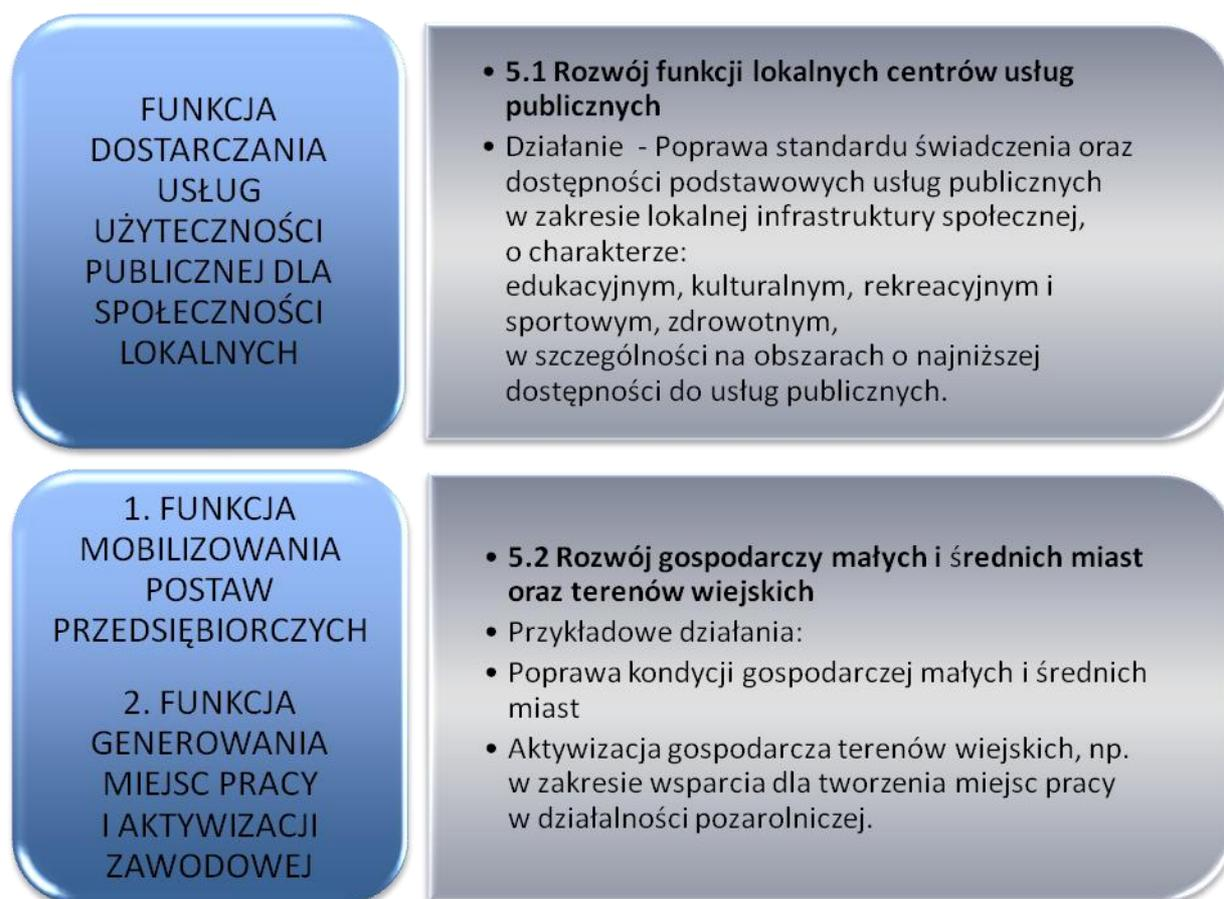 FUNKCJA
DOSTARCZANIA
USŁUG
UŻYTECZNOŚCI
PUBLICZNEJ DLA
SPOŁECZNOŚCI
LOKALNYCH
• 5.1 Rozwój funkcji lokalnych centrów usług
publicznych
• Działanie - Poprawa standardu świadczenia oraz
dostępności podstawowych usług publicznych
w zakresie lokalnej infrastruktury społecznej,
o charakterze:
edukacyjnym, kulturalnym, rekreacyjnym i
sportowym, zdrowotnym,
w szczególności na obszarach o najniższej
dostępności do usług publicznych.
1. FUNKCJA
MOBILIZOWANIA
POSTAW
PRZEDSIĘBIORCZYCH
2. FUNKCJA
GENEROWANIA
MIEJSC PRACY
I AKTYWIZACJI
ZAWODOWEJ
• 5.2 Rozwój gospodarczy małych i średnich miast
oraz terenów wiejskich
• Przykładowe działania:
• Poprawa kondycji gospodarczej małych i średnich
miast
• Aktywizacja gospodarcza terenów wiejskich, np.
w zakresie wsparcia dla tworzenia miejsc pracy
w działalności pozarolniczej.